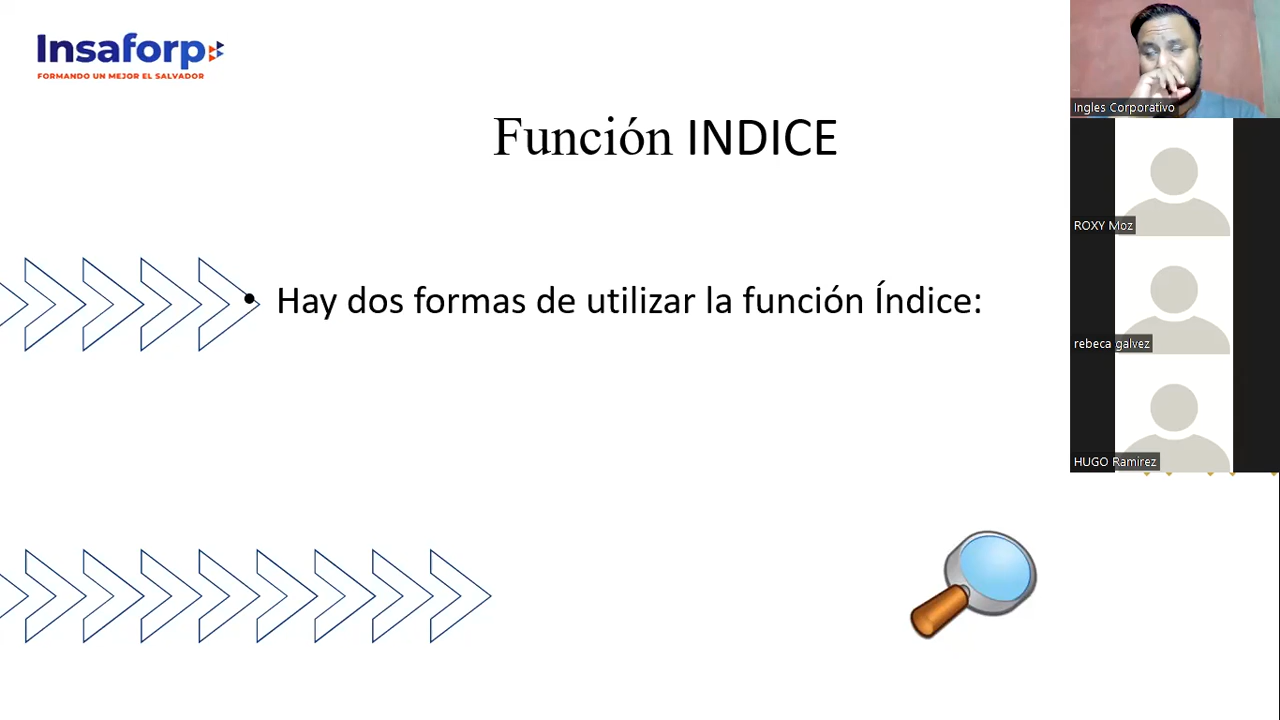 Insaforp
FORMANDO UN MEJOR EL SALVADOR
Función INDICE
• Hay dos formas de utilizar la función Índice:
Ingles Corporativo
ROXY Moz
rebeca galvez
HUGO Ramirez